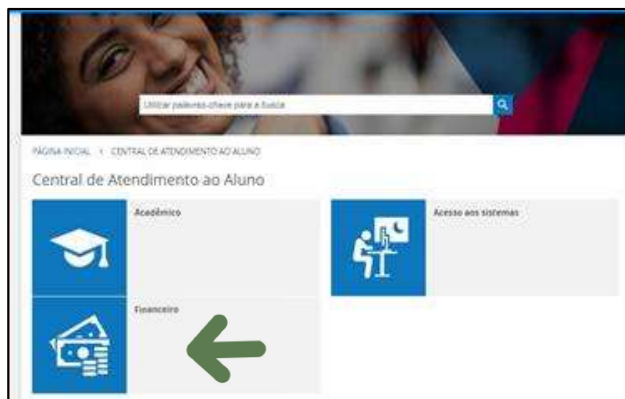 Utilizar palavras-chave para a busca
PÁGINA INICIAL
CENTRAL DE ATENDIMENTO AO ALUNO
Central de Atendimento ao Aluno
Acadêmico
Acesso aos sistemas
Financeiro